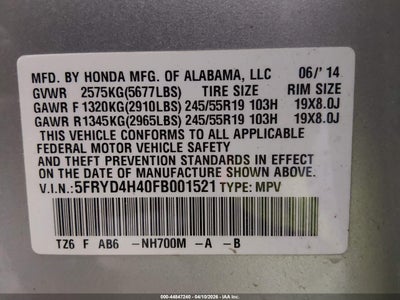 MFD. BY HONDA MFG. OF ALABAMA, LLC 06/'14
GVWR 2575KG(5677LBS) TIRE SIZE RIM SIZE
GAWR F 1320KG(2910LBS) 245/55R19 103H 19X8.0J
GAWR R1345KG(2965LBS) 245/55R19 103H 19X8.0J
THIS VEHICLE CONFORMS TO ALL APPLICABLE
FEDERAL MOTOR VEHICLE SAFETY
AND THEFT PREVENTION STANDARDS IN EFFECT
ON THE DATE OF MANUFACTURE SHOWN ABOVE.
V.I.N.: 5FRYD4H40FB001521 TYPE: MPV
TZ6 F AB6 -NH700M -A -B
STOCK #: 44847240 - 04/10/2026 - IAA Inc.